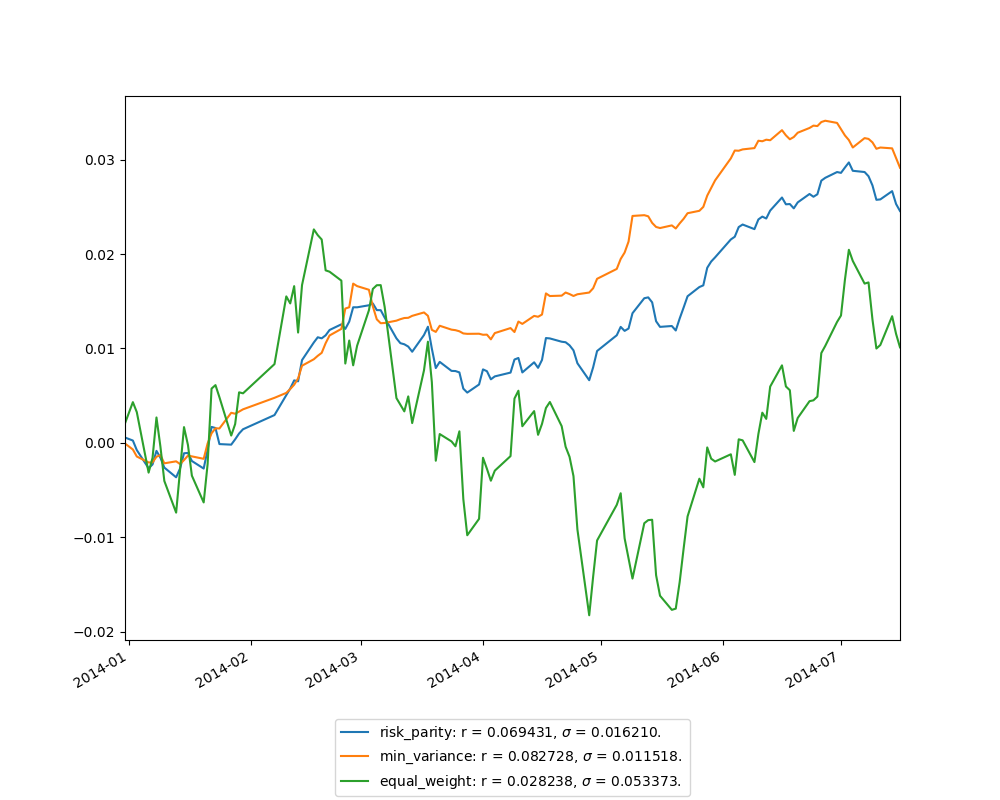 0.03
0.02
0.01
0.00
−0.01
−0.02
2014-01 2014-02 2014-03 2014-04 2014-05 2014-06 2014-07
risk_parity: r = 0.069431, σ = 0.016210.
min_variance: r = 0.082728, σ = 0.011518.
equal_weight: r = 0.028238, σ = 0.053373.